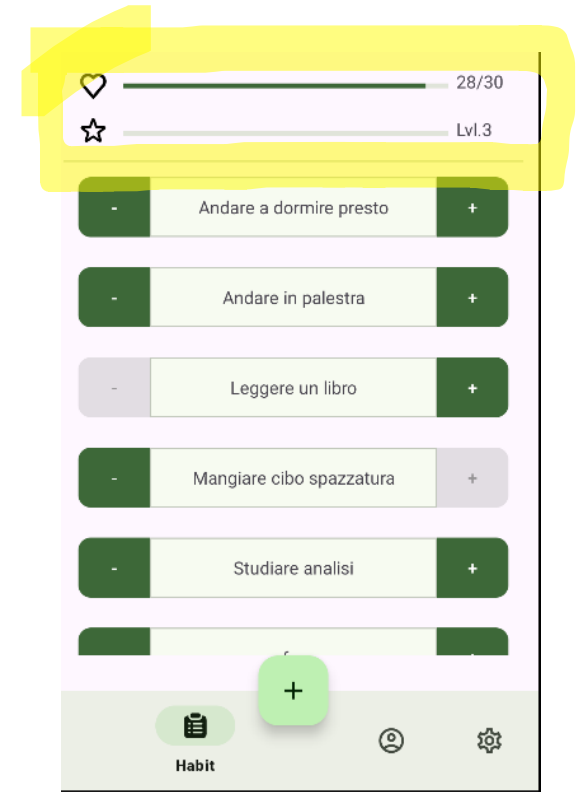 28/30
Lvl.3
- Andare a dormire presto +
- Andare in palestra +
- Leggere un libro +
- Mangiare cibo spazzatura +
- Studiare analisi +
+
Habit